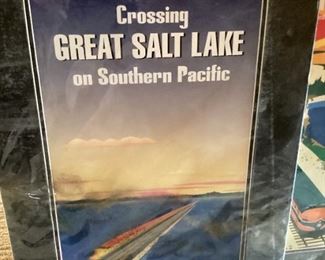 Crossing
GREAT SALT LAKE
on Southern Pacific